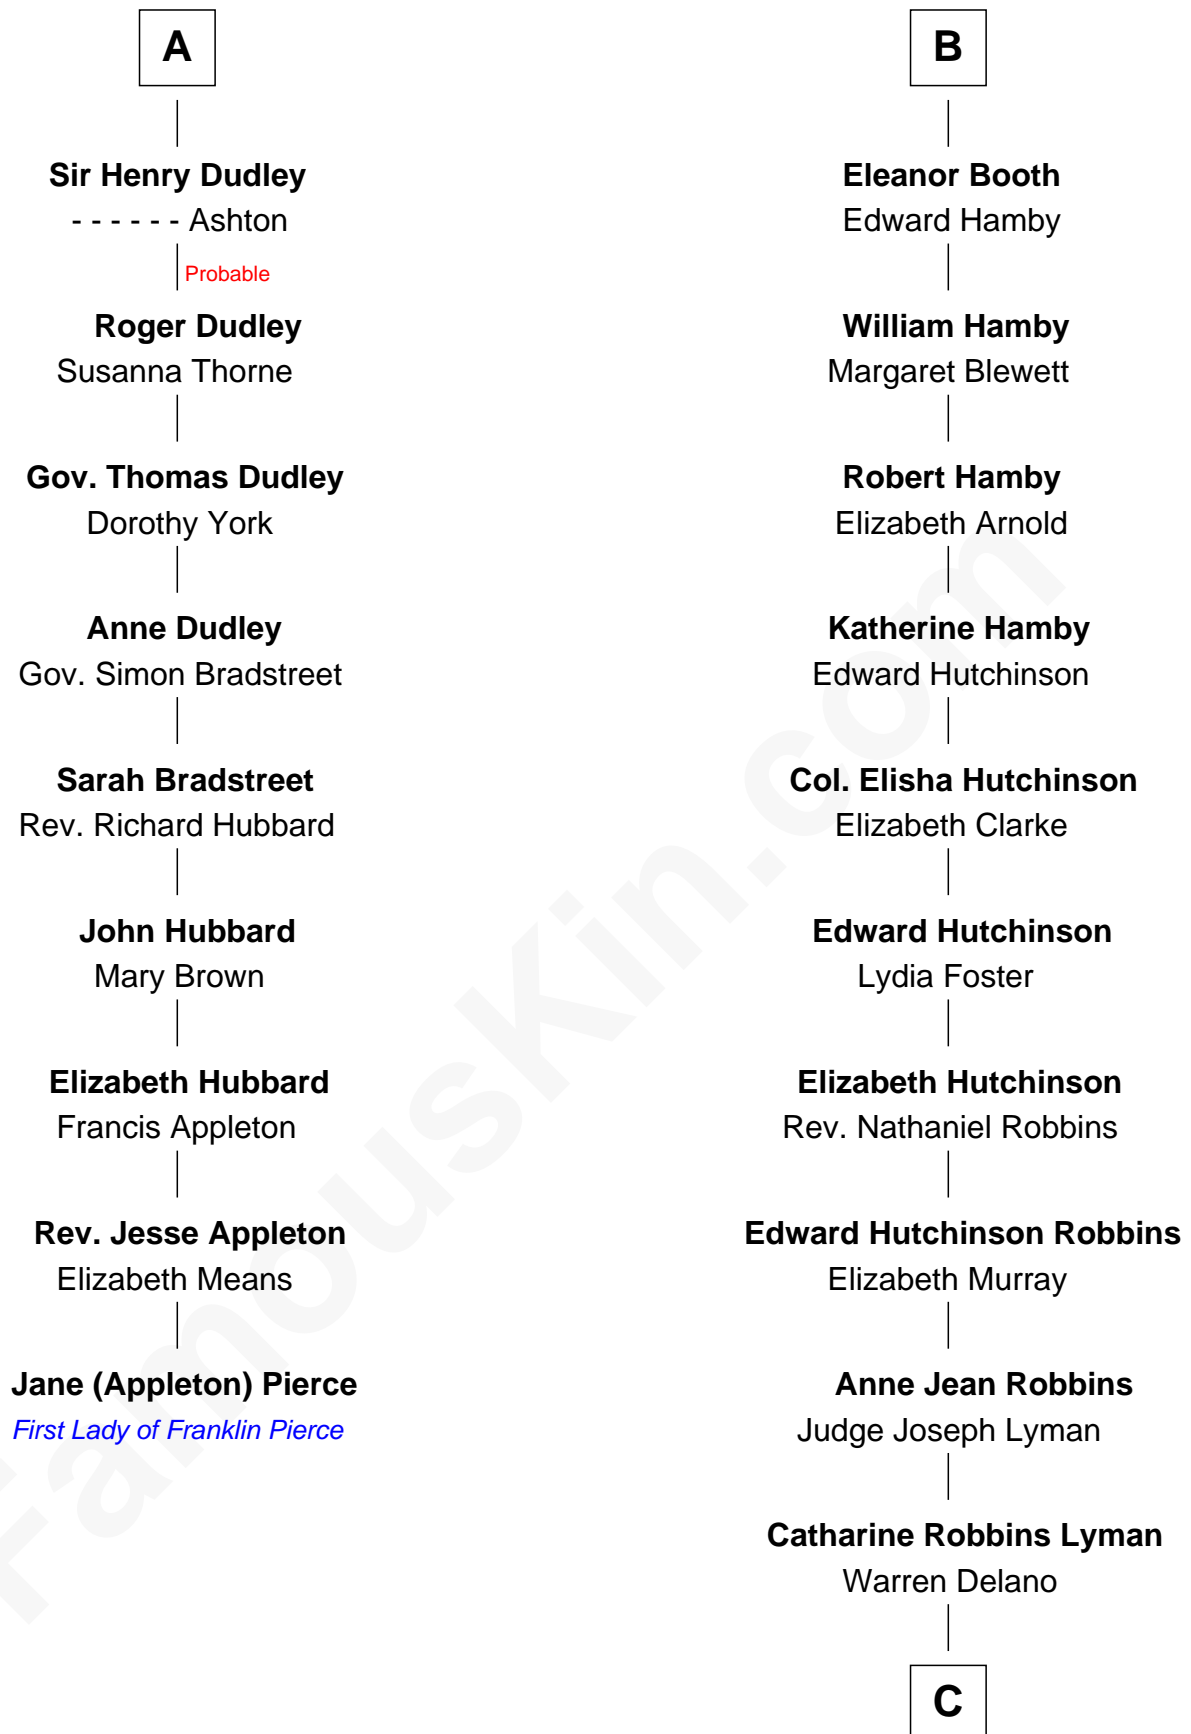 A
Sir Henry Dudley
- - - - - - Ashton
Probable
Roger Dudley
Susanna Thorne
Gov. Thomas Dudley
Dorothy York
Anne Dudley
Gov. Simon Bradstreet
Sarah Bradstreet
Rev. Richard Hubbard
John Hubbard
Mary Brown
Elizabeth Hubbard
Francis Appleton
Rev. Jesse Appleton
Elizabeth Means
Jane (Appleton) Pierce
First Lady of Franklin Pierce
B
Eleanor Booth
Edward Hamby
William Hamby
Margaret Blewett
Robert Hamby
Elizabeth Arnold
Katherine Hamby
Edward Hutchinson
Col. Elisha Hutchinson
Elizabeth Clarke
Edward Hutchinson
Lydia Foster
Elizabeth Hutchinson
Rev. Nathaniel Robbins
Edward Hutchinson Robbins
Elizabeth Murray
Anne Jean Robbins
Judge Joseph Lyman
Catharine Robbins Lyman
Warren Delano
C
FamousKin.com